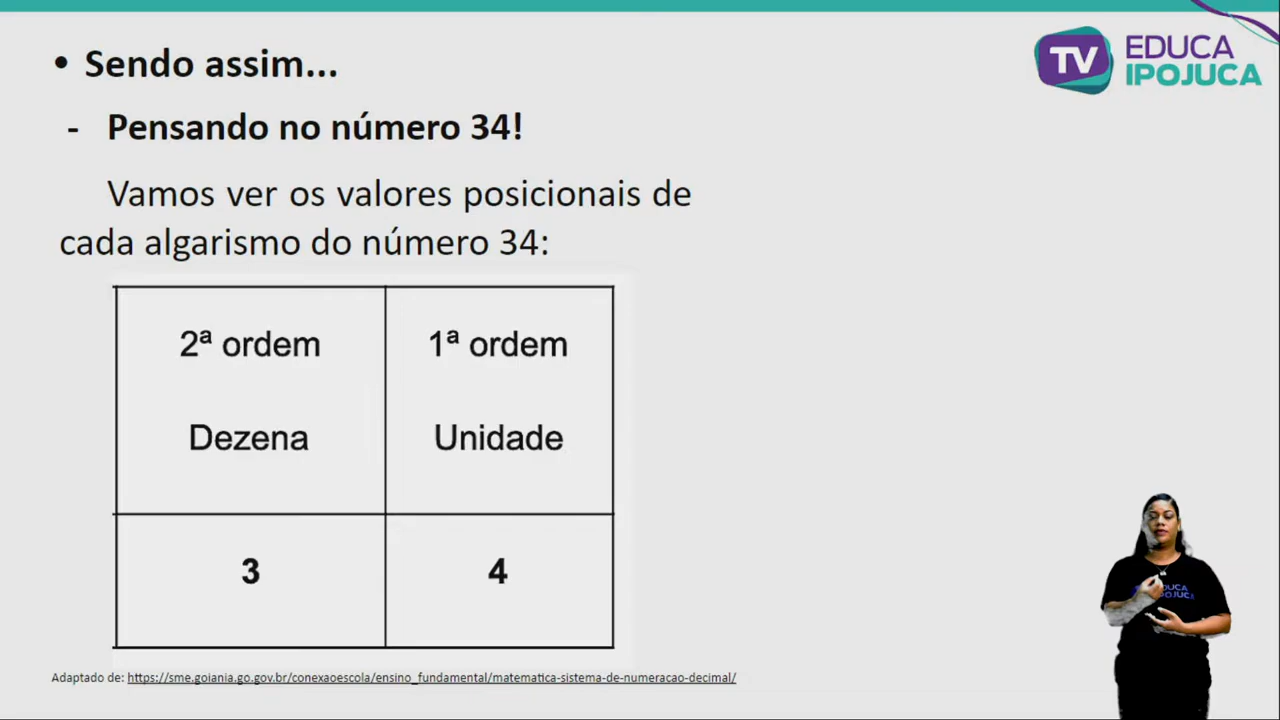 • Sendo assim...
TV EDUCA
IPOJUCA
- Pensando no número 34!
Vamos ver os valores posicionais de
cada algarismo do número 34:
2ª ordem 1ª ordem
Dezena Unidade
3 4
EDUCA
IPOJUCA
Adaptado de: https://sme.goiania.go.gov.br/conexaoescola/ensino_fundamental/matematica-sistema-de-numeracao-decimal/